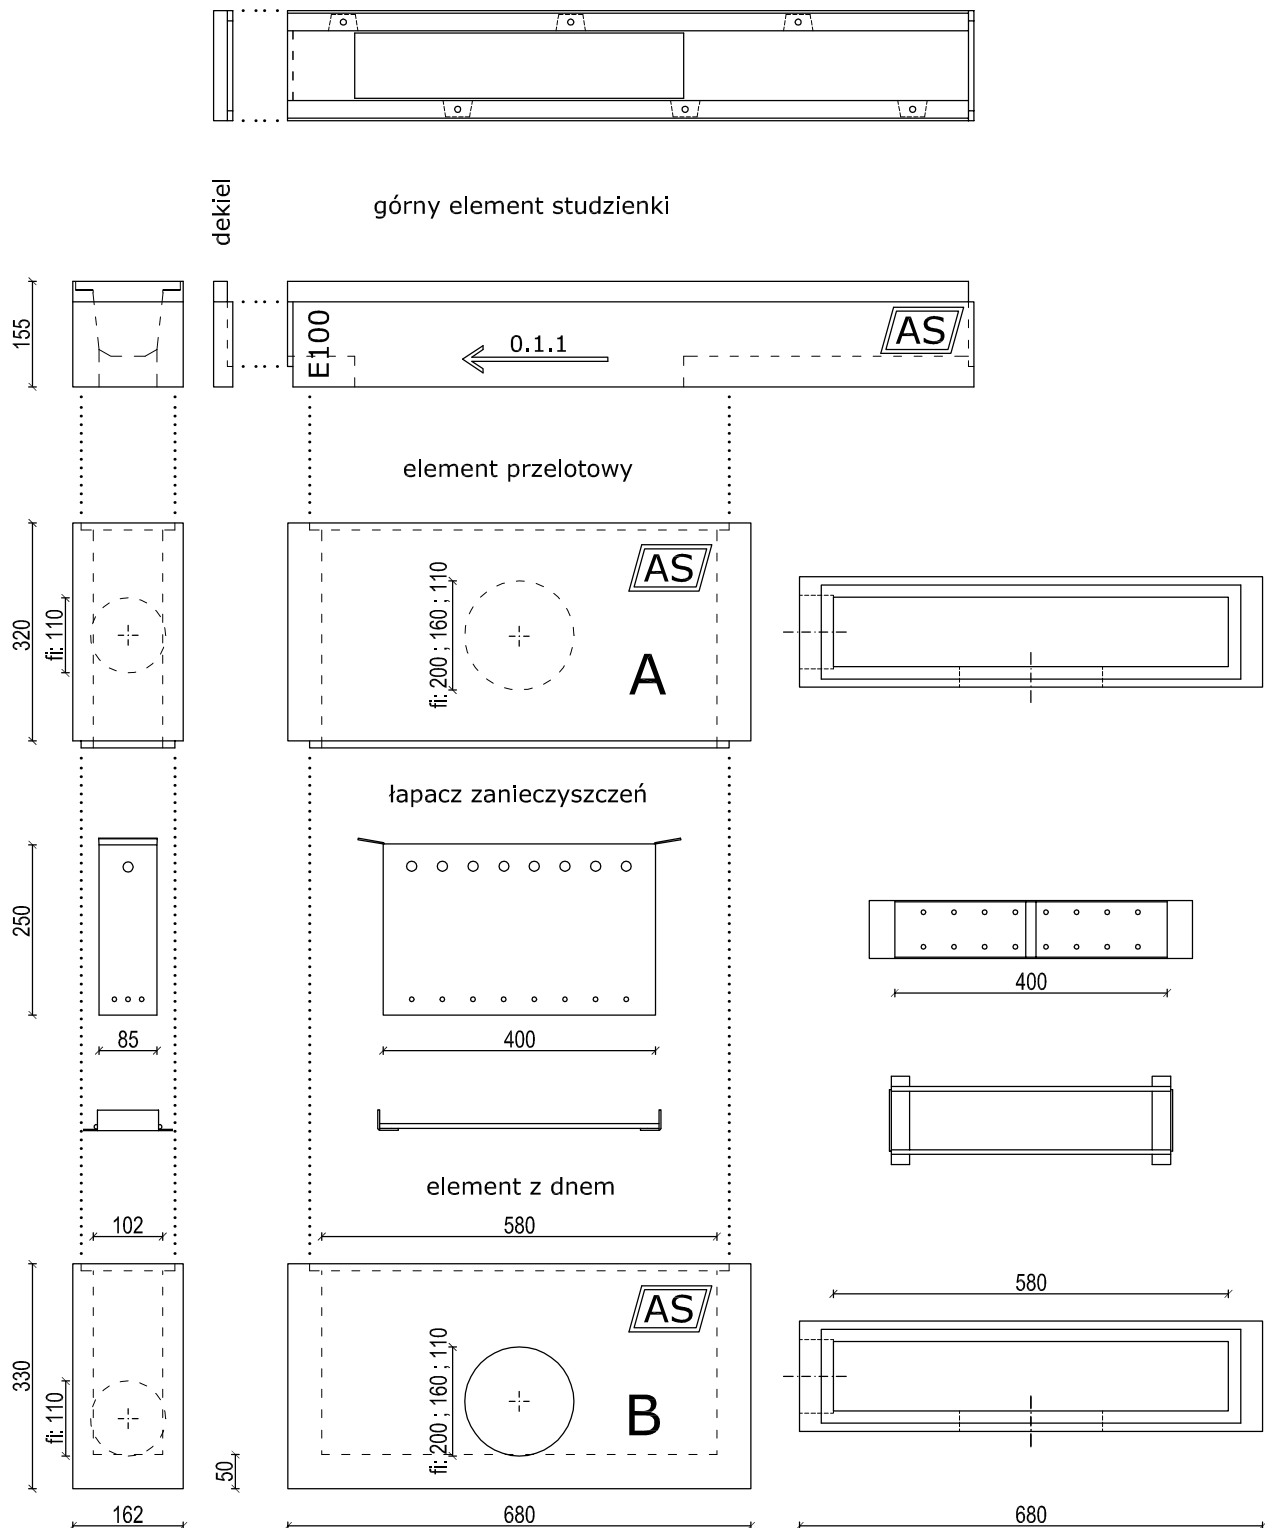 dekiel
górny element studzienki
155
E100
0.1.1
AS
element przelotowy
320
fi: 110
fi: 200 ; 160 ; 110
AS
A
łapacz zanieczyszczeń
250
85
400
400
element z dnem
102
580
580
330
fi: 110
fi: 200 ; 160 ; 110
AS
B
50
162
680
680